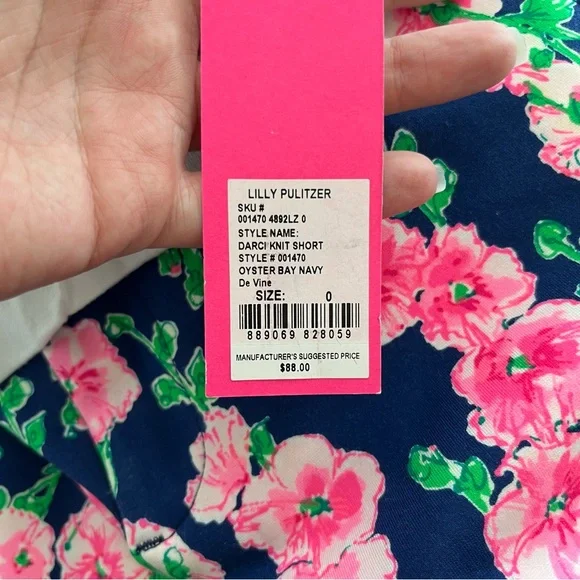 LILLY PULITZER
SKU #
001470 4892LZ 0
STYLE NAME:
DARCI KNIT SHORT
STYLE # 001470
OYSTER BAY NAVY
De Vine
SIZE: 0
889069 828059
MANUFACTURER'S SUGGESTED PRICE
$88.00